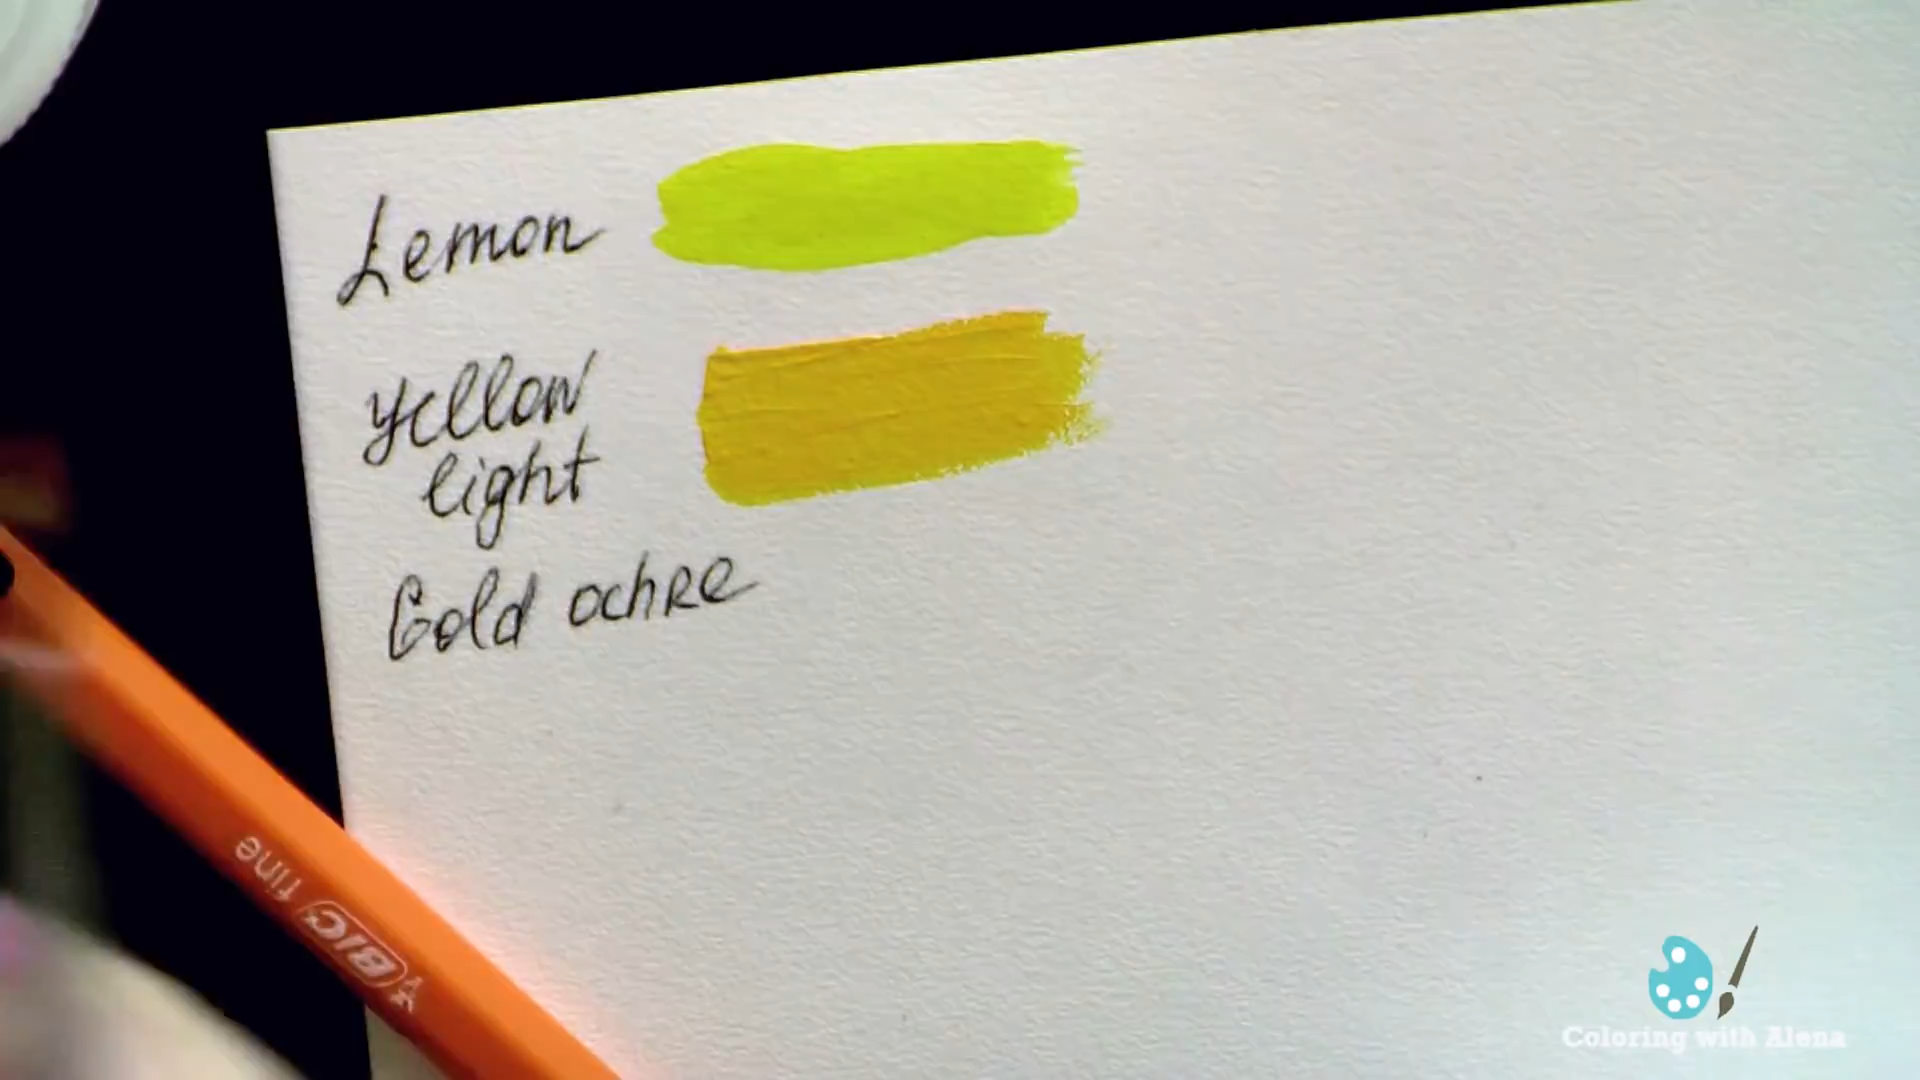 Lemon
Yellow
light
Gold ochre
BIC fine
Coloring with Alena